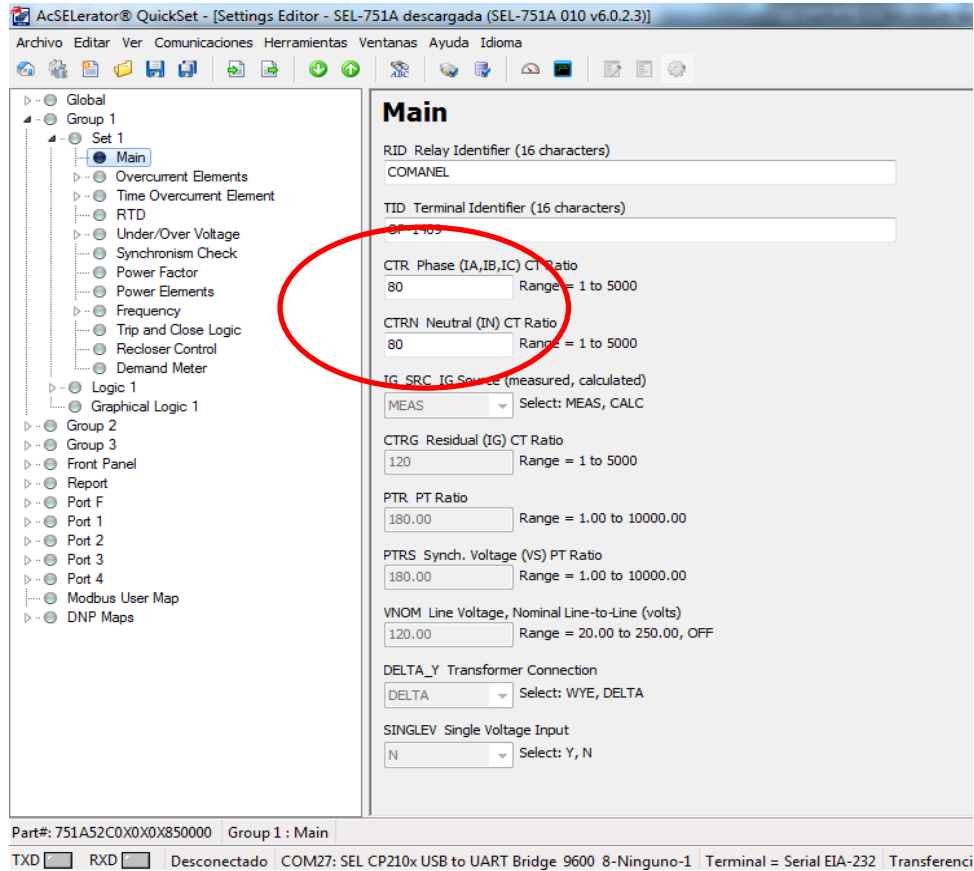 AcSELerator® QuickSet - [Settings Editor - SEL-751A descargada (SEL-751A 010 v6.0.2.3)]
Archivo Editar Ver Comunicaciones Herramientas Ventanas Ayuda Idioma
Global
Group 1
Set 1
Main
Overcurrent Elements
Time Overcurrent Element
RTD
Under/Over Voltage
Synchronism Check
Power Factor
Power Elements
Frequency
Trip and Close Logic
Recloser Control
Demand Meter
Logic 1
Graphical Logic 1
Group 2
Group 3
Front Panel
Report
Port F
Port 1
Port 2
Port 3
Port 4
Modbus User Map
DNP Maps
Main
RID Relay Identifier (16 characters)
COMANEL
TID Terminal Identifier (16 characters)
CTR Phase (IA,IB,IC) CT Ratio
80 Range = 1 to 5000
CTRN Neutral (IN) CT Ratio
80 Range = 1 to 5000
IG_SRC IG Source (measured, calculated)
MEAS Select: MEAS, CALC
CTRG Residual (IG) CT Ratio
120 Range = 1 to 5000
PTR PT Ratio
180.00 Range = 1.00 to 10000.00
PTRS Synch. Voltage (VS) PT Ratio
180.00 Range = 1.00 to 10000.00
VNOM Line Voltage, Nominal Line-to-Line (volts)
120.00 Range = 20.00 to 250.00, OFF
DELTA_Y Transformer Connection
DELTA Select: WYE, DELTA
SINGLEV Single Voltage Input
N Select: Y, N
Part#: 751A52C0X0X0X850000 Group 1 : Main
TXD RXD Desconectado COM27: SEL CP210x USB to UART Bridge 9600 8-Ninguno-1 Terminal = Serial EIA-232 Transferenci